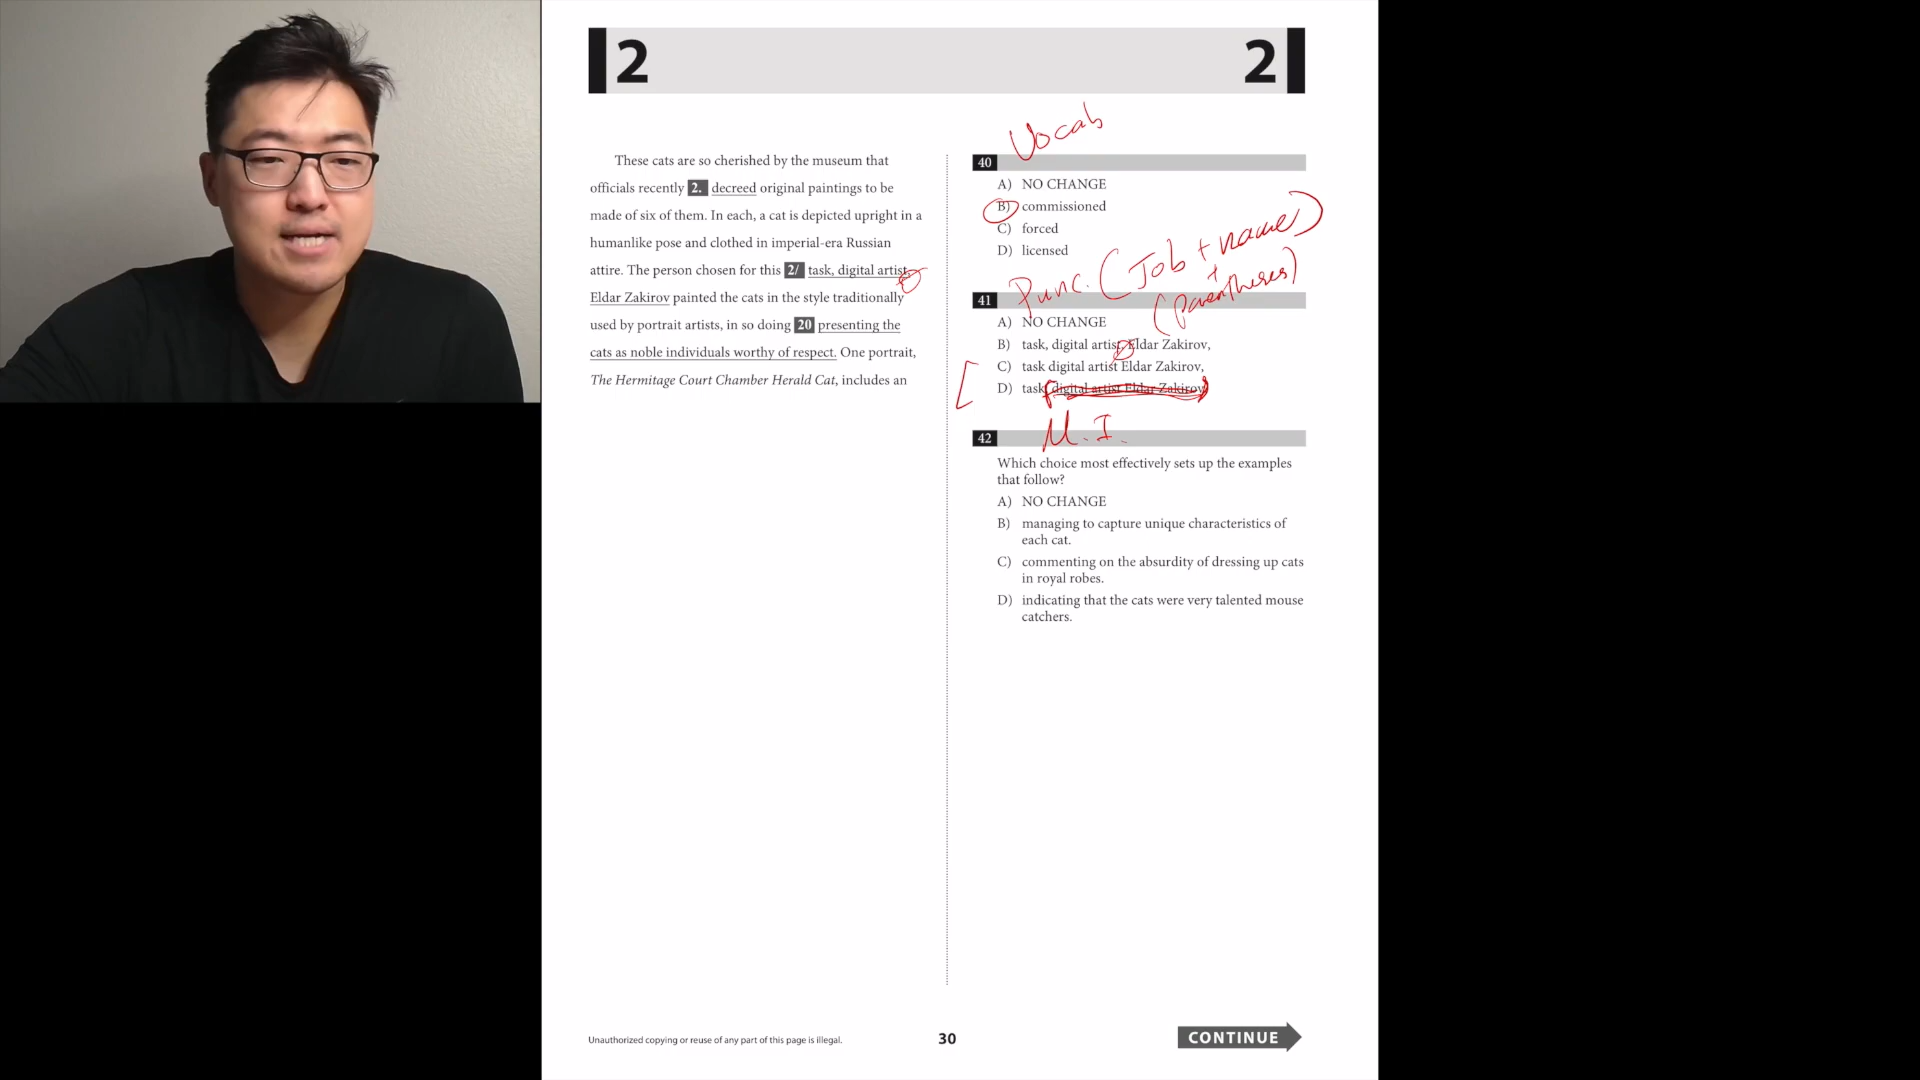 2
2
These cats are so cherished by the museum that
officials recently 2. decreed original paintings to be
made of six of them. In each, a cat is depicted upright in a
humanlike pose and clothed in imperial-era Russian
attire. The person chosen for this 2/ task, digital artist,
Eldar Zakirov painted the cats in the style traditionally
used by portrait artists, in so doing 20 presenting the
cats as noble individuals worthy of respect. One portrait,
The Hermitage Court Chamber Herald Cat, includes an
Vocab
40
A) NO CHANGE
B) commissioned
C) forced
D) licensed
Punc. (Job + name)
+
(parentheses)
41
A) NO CHANGE
B) task, digital artist, Eldar Zakirov,
C) task digital artist Eldar Zakirov,
D) task, digital artist Eldar Zakirov,
M.I.
42
Which choice most effectively sets up the examples
that follow?
A) NO CHANGE
B) managing to capture unique characteristics of
each cat.
C) commenting on the absurdity of dressing up cats
in royal robes.
D) indicating that the cats were very talented mouse
catchers.
Unauthorized copying or reuse of any part of this page is illegal.
30
CONTINUE